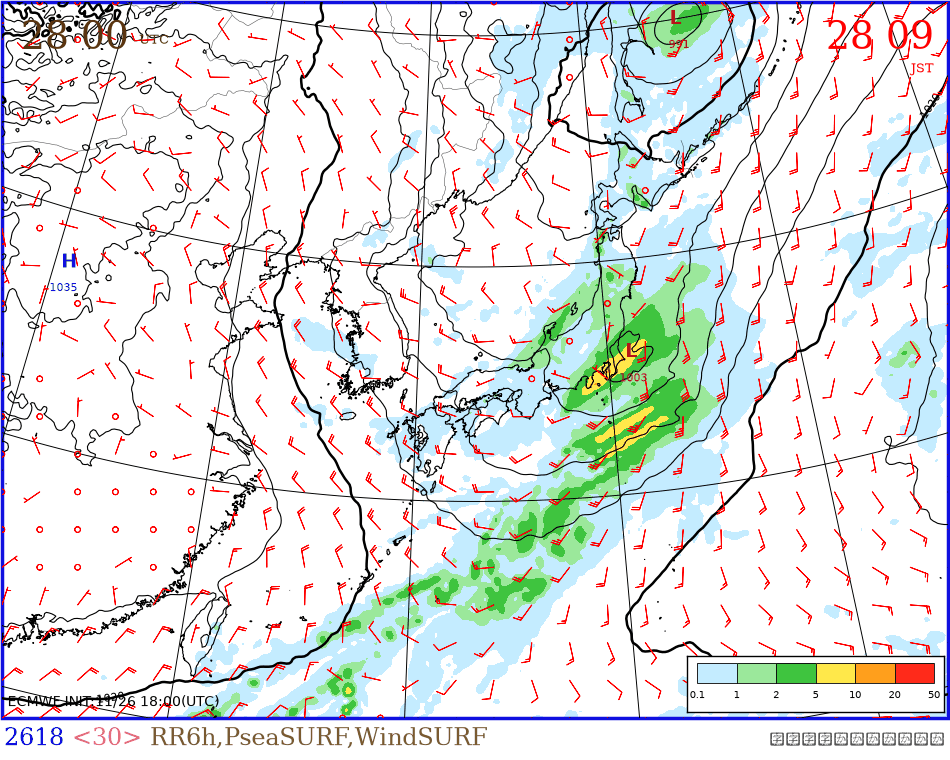 28 00 UTC
28 09
JST
L
991
1020
H
1035
L
1003
1020
0.1 1 2 5 10 20 50
ECMWF INIT:11/26 18:00(UTC)
2618 <30> RR6h,PseaSURF,WindSURF